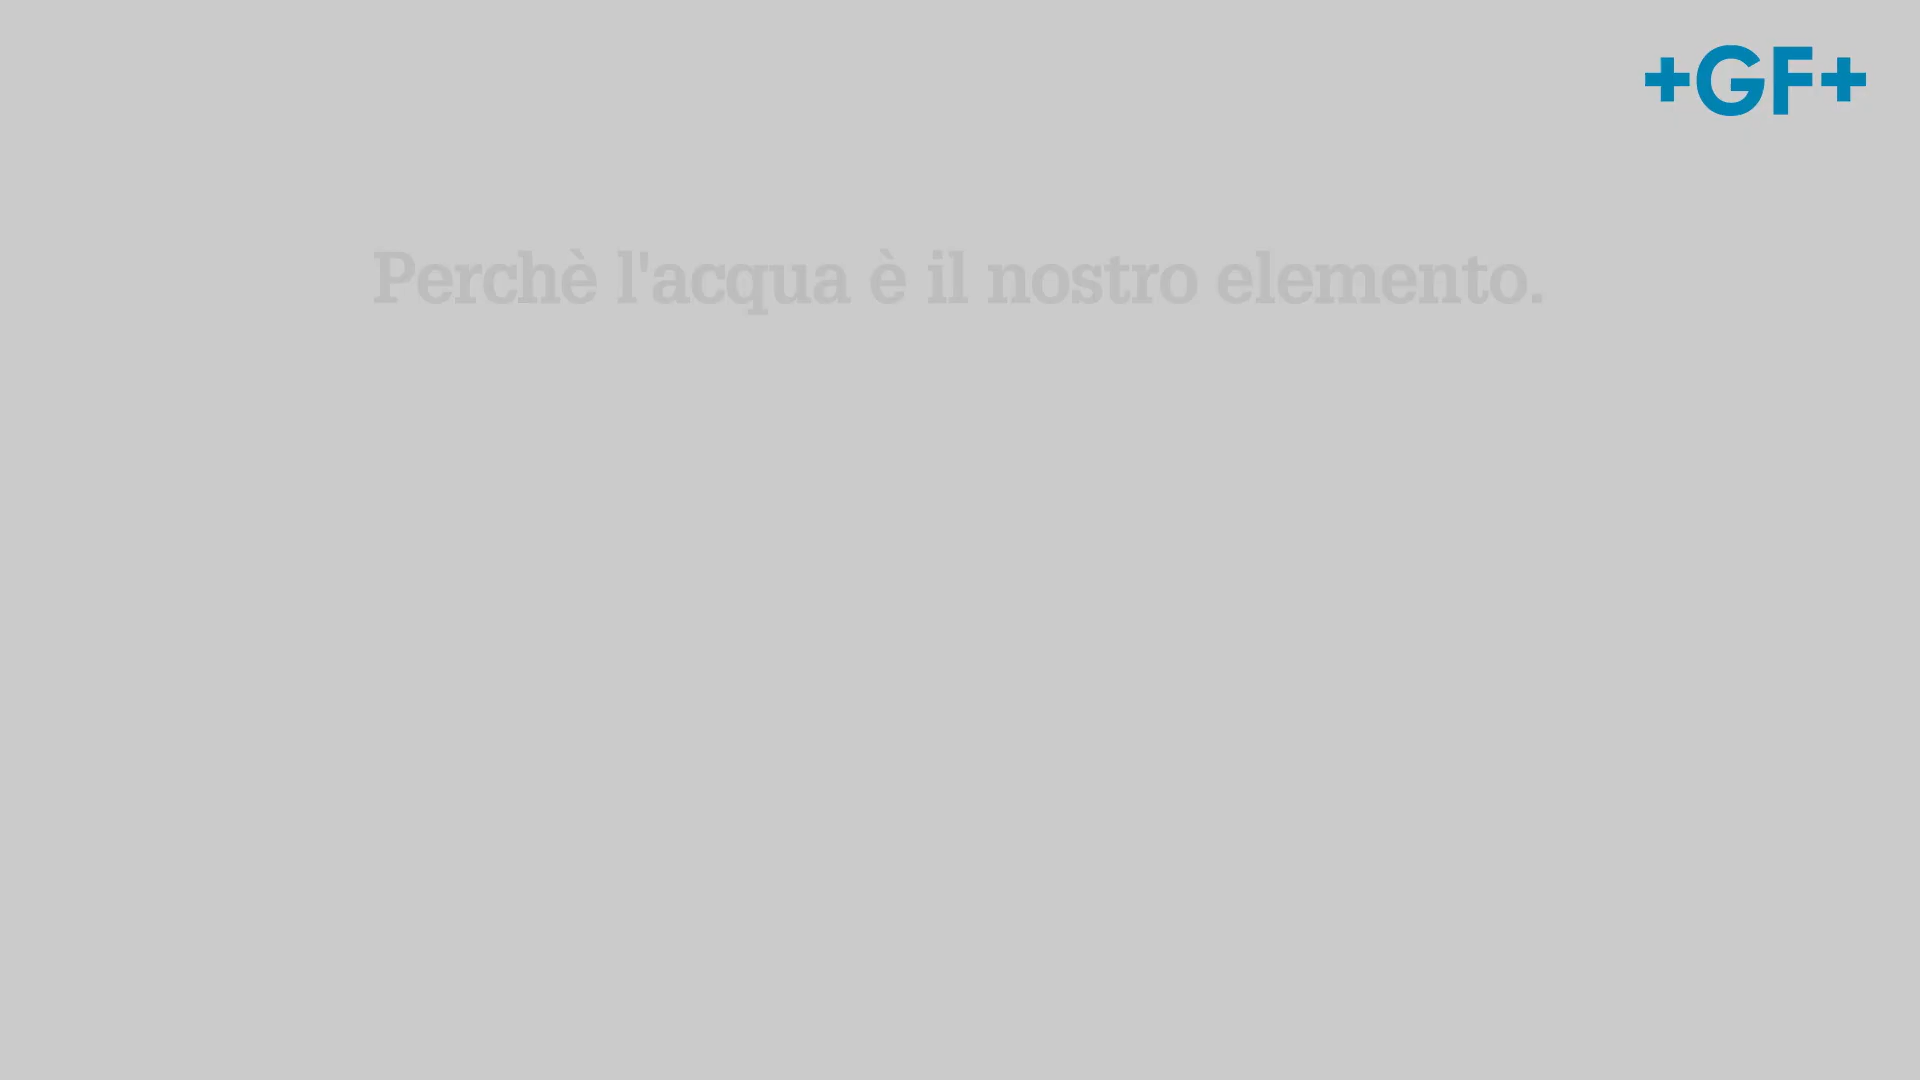 +GF+
Perchè l'acqua è il nostro elemento.